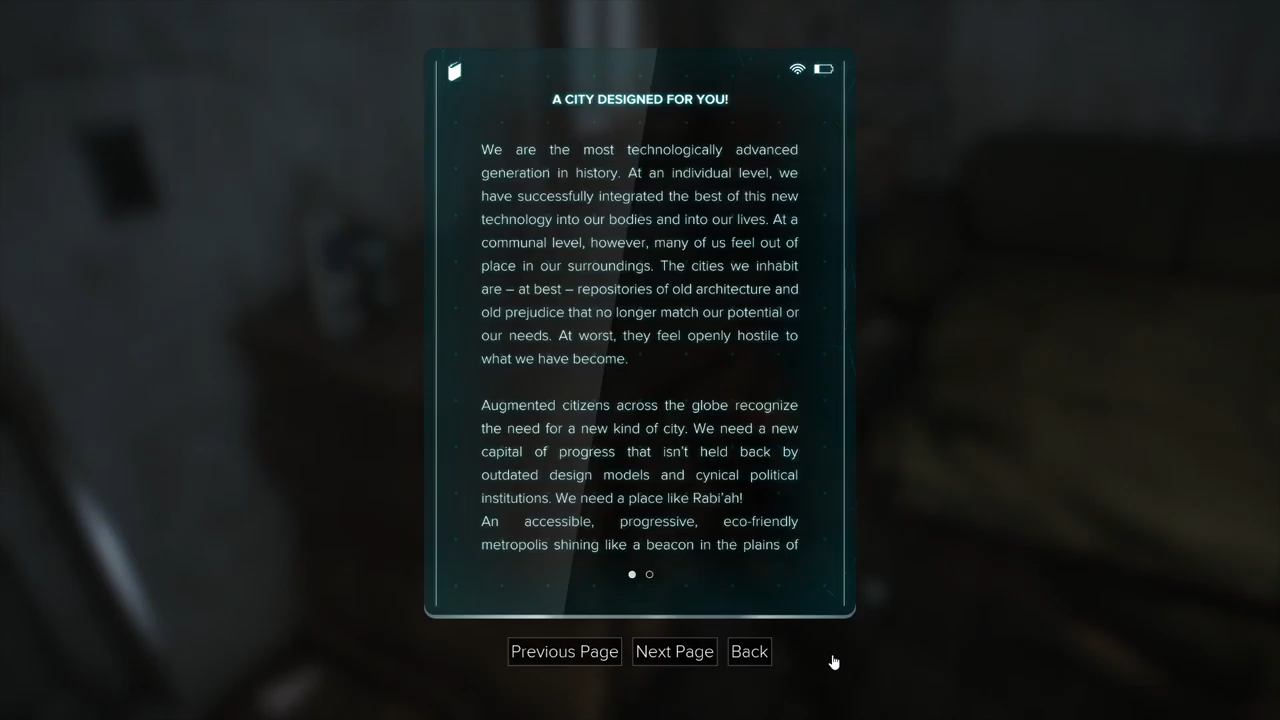 A CITY DESIGNED FOR YOU!
We are the most technologically advanced
generation in history. At an individual level, we
have successfully integrated the best of this new
technology into our bodies and into our lives. At a
communal level, however, many of us feel out of
place in our surroundings. The cities we inhabit
are – at best – repositories of old architecture and
old prejudice that no longer match our potential or
our needs. At worst, they feel openly hostile to
what we have become.
Augmented citizens across the globe recognize
the need for a new kind of city. We need a new
capital of progress that isn't held back by
outdated design models and cynical political
institutions. We need a place like Rabi'ah!
An accessible, progressive, eco-friendly
metropolis shining like a beacon in the plains of
Previous Page Next Page Back